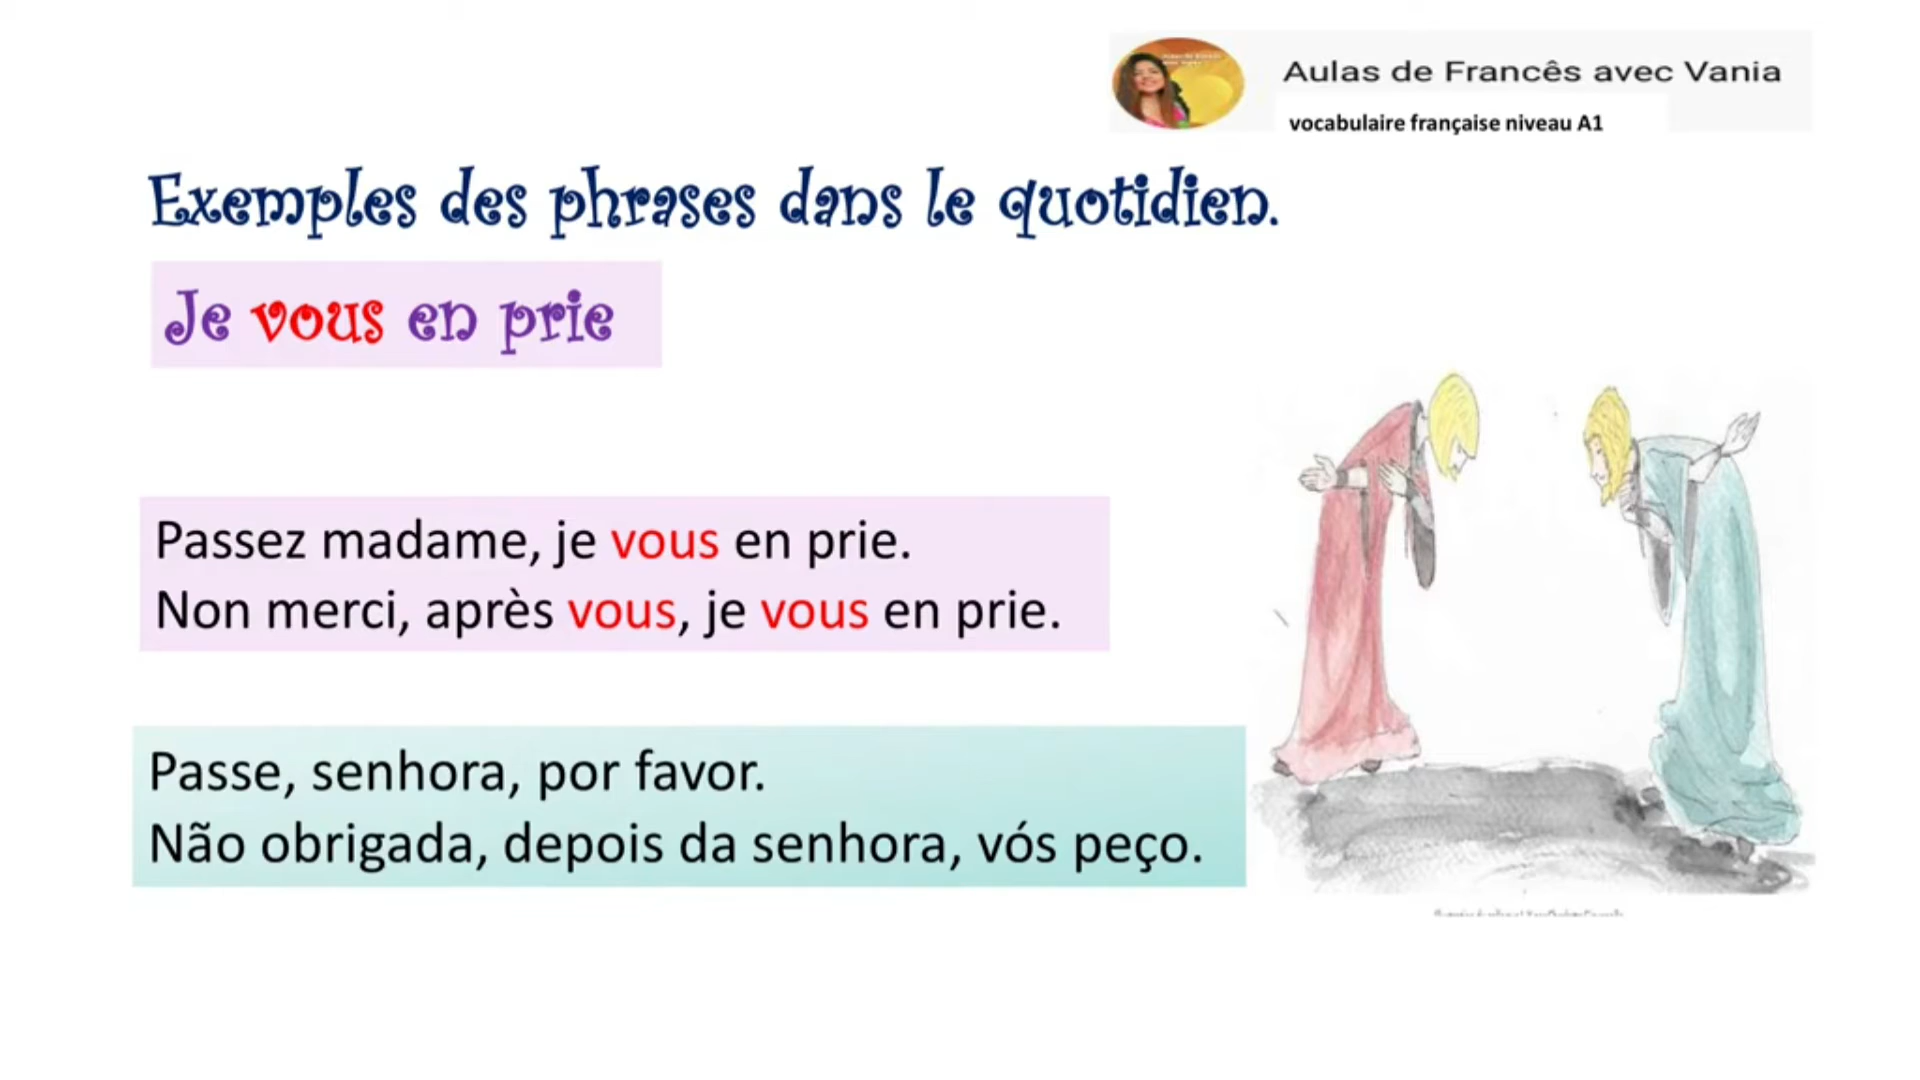 Aulas de Francês avec Vania
vocabulaire française niveau A1
Exemples des phrases dans le quotidien.
Je vous en prie
Passez madame, je vous en prie.
Non merci, après vous, je vous en prie.
Passe, senhora, por favor.
Não obrigada, depois da senhora, vós peço.